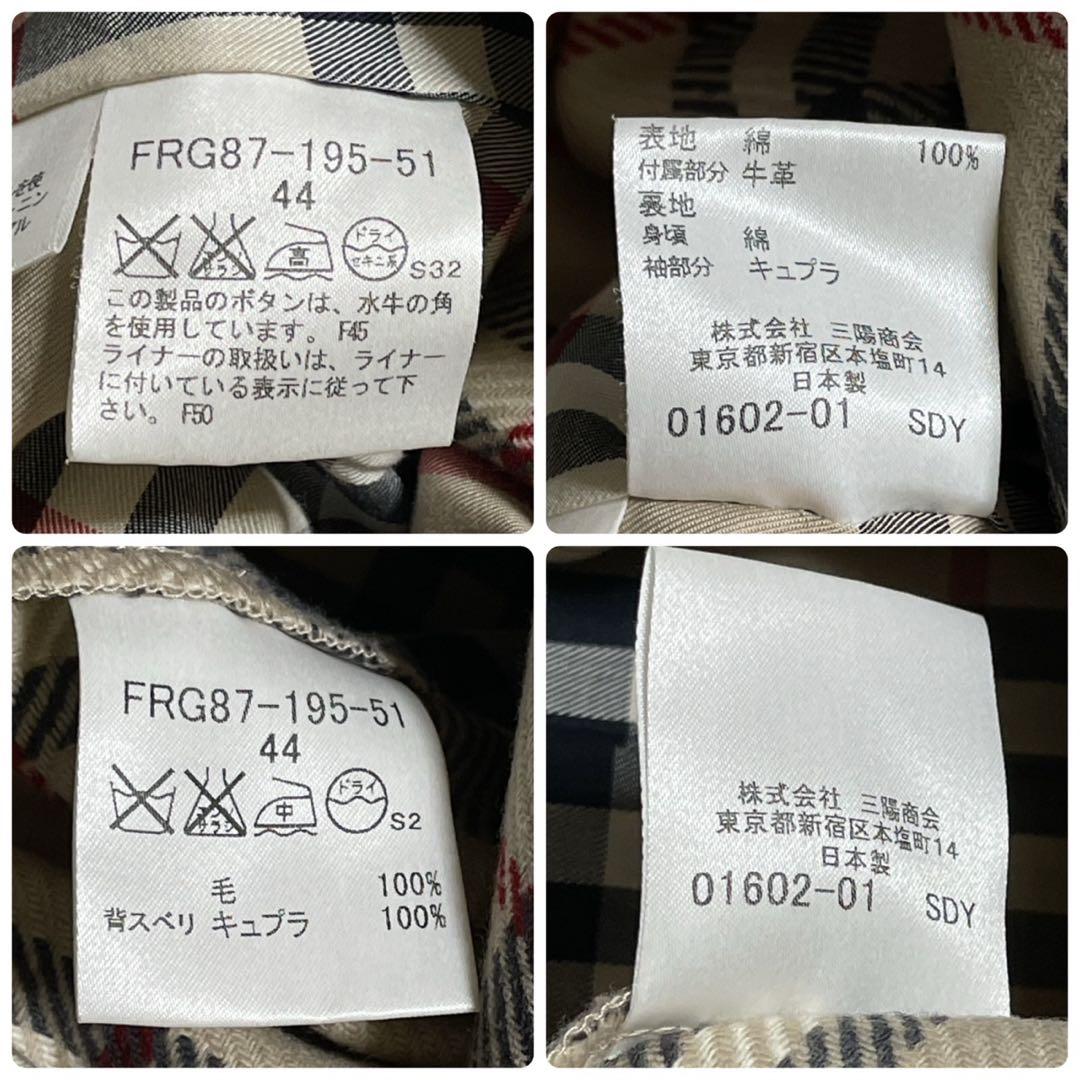 FRG87-195-51
44
高
ドライ
セキユ系
S32
この製品のボタンは、水牛の角
を使用しています。 F45
ライナーの取扱いは、ライナー
に付いている表示に従って下
さい。 F50
表地 綿 100%
付属部分 牛革
裏地
身頃 綿
袖部分 キュプラ
株式会社 三陽商会
東京都新宿区本塩町14
日本製
01602-01 SDY
FRG87-195-51
44
エンソ
サラシ
中
ドライ
S2
毛 100%
背スベリ キュプラ 100%
株式会社 三陽商会
東京都新宿区本塩町14
日本製
01602-01 SDY